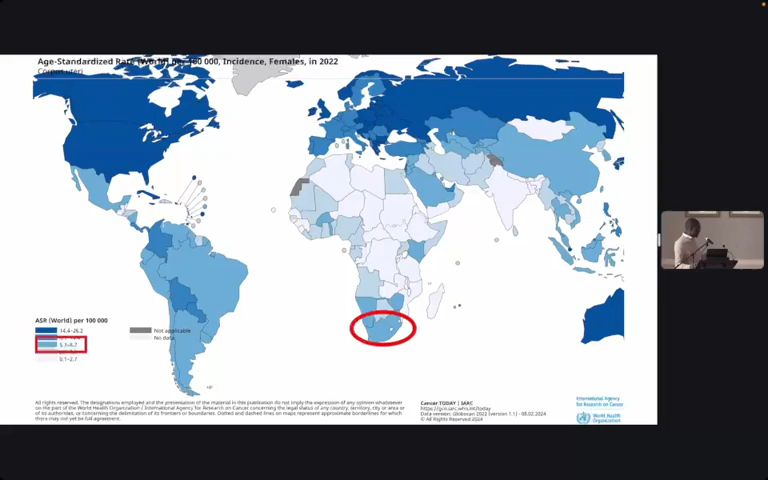 Age-Standardized Rate (World) per 100 000, Incidence, Females, in 2022
Corpus uteri
ASR (World) per 100 000
14.4–26.2
5.3–8.2
0.1–2.7
Not applicable
No data
All rights reserved. The designations employed and the presentation of the material in this publication do not imply the expression of any opinion whatsoever
on the part of the World Health Organization / International Agency for Research on Cancer concerning the legal status of any country, territory, city or area
or of its authorities, or concerning the delimitation of its frontiers or boundaries. Dotted and dashed lines on maps represent approximate borderlines for which
there may not yet be full agreement.
Cancer TODAY | IARC
https://gco.iarc.who.int/today
Data version: Globocan 2022 (version 1.1) - 08.02.2024
© All Rights Reserved 2024
International Agency
for Research on Cancer
World Health
Organization